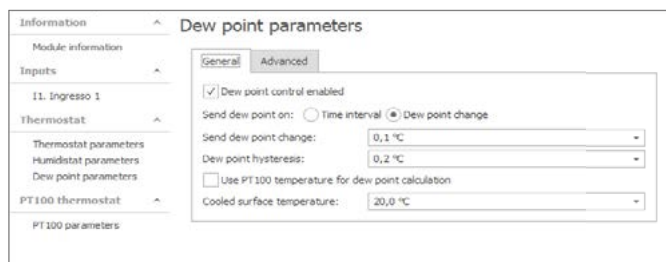 Information
Module information
Inputs
I1. Ingresso 1
Thermostat
Thermostat parameters
Humidistat parameters
Dew point parameters
PT100 thermostat
PT100 parameters
Dew point parameters
General Advanced
Dew point control enabled
Send dew point on: Time interval Dew point change
Send dew point change: 0,1 °C
Dew point hysteresis: 0,2 °C
Use PT100 temperature for dew point calculation
Cooled surface temperature: 20,0 °C